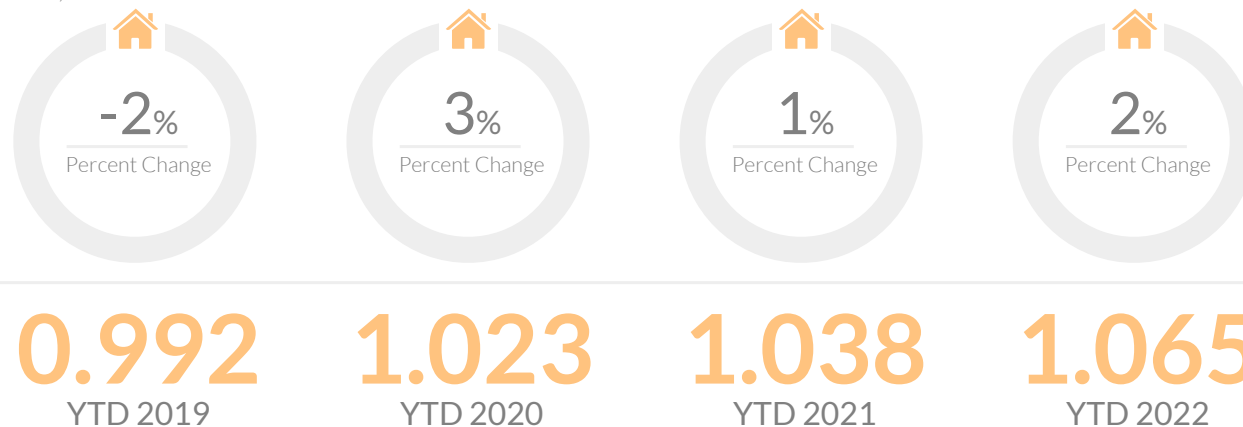 -2%
Percent Change
3%
Percent Change
1%
Percent Change
2%
Percent Change
0.992
YTD 2019
1.023
YTD 2020
1.038
YTD 2021
1.065
YTD 2022